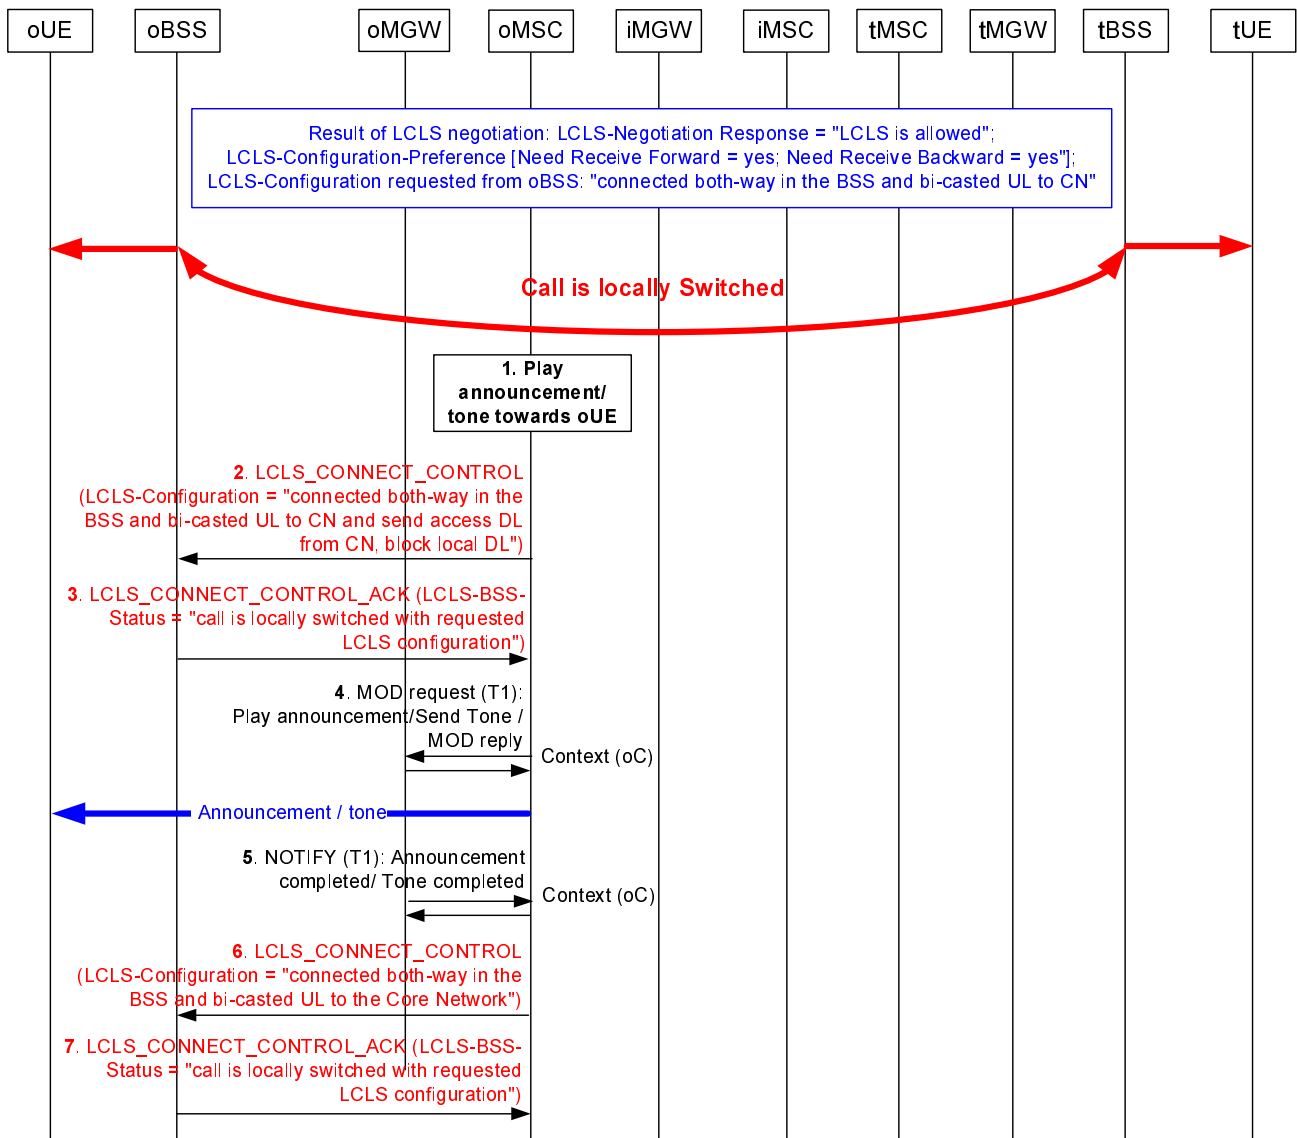 oUE oBSS oMGW oMSC iMGW iMSC tMSC tMGW tBSS tUE
Result of LCLS negotiation: LCLS-Negotiation Response = "LCLS is allowed";
LCLS-Configuration-Preference [Need Receive Forward = yes; Need Receive Backward = yes"];
LCLS-Configuration requested from oBSS: "connected both-way in the BSS and bi-casted UL to CN"
Call is locally Switched
1. Play
announcement/
tone towards oUE
2. LCLS_CONNECT_CONTROL
(LCLS-Configuration = "connected both-way in the
BSS and bi-casted UL to CN and send access DL
from CN, block local DL")
3. LCLS_CONNECT_CONTROL_ACK (LCLS-BSS-
Status = "call is locally switched with requested
LCLS configuration")
4. MOD request (T1):
Play announcement/Send Tone /
MOD reply
Context (oC)
Announcement / tone
5. NOTIFY (T1): Announcement
completed/ Tone completed
Context (oC)
6. LCLS_CONNECT_CONTROL
(LCLS-Configuration = "connected both-way in the
BSS and bi-casted UL to the Core Network")
7. LCLS_CONNECT_CONTROL_ACK (LCLS-BSS-
Status = "call is locally switched with requested
LCLS configuration")